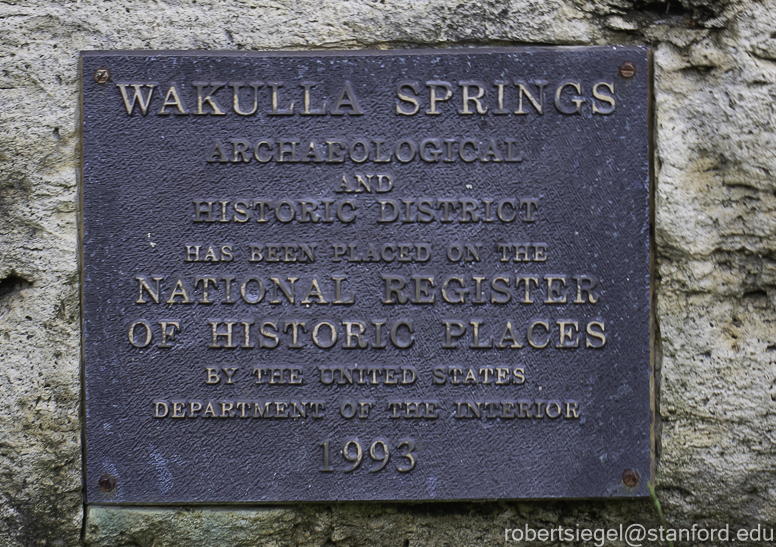 WAKULLA SPRINGS
ARCHAEOLOGICAL
AND
HISTORIC DISTRICT
HAS BEEN PLACED ON THE
NATIONAL REGISTER
OF HISTORIC PLACES
BY THE UNITED STATES
DEPARTMENT OF THE INTERIOR
1993
robertsiegel@stanford.edu